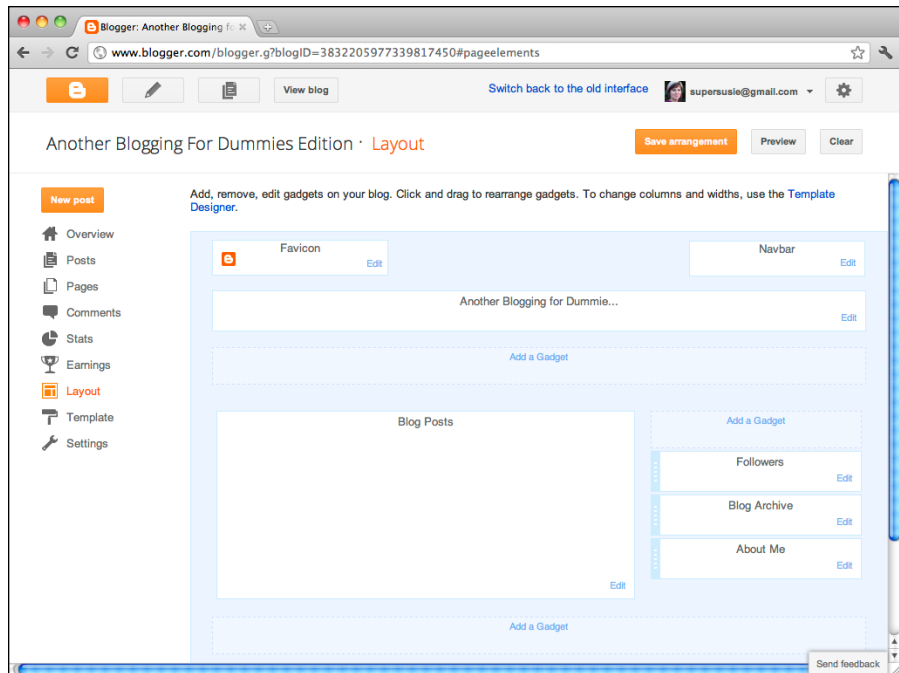 Blogger: Another Blogging fo
www.blogger.com/blogger.g?blogID=3832205977339817450#pageelements
View blog
Switch back to the old interface
supersusie@gmail.com
Another Blogging For Dummies Edition · Layout
Save arrangement
Preview
Clear
New post
Overview
Posts
Pages
Comments
Stats
Earnings
Layout
Template
Settings
Add, remove, edit gadgets on your blog. Click and drag to rearrange gadgets. To change columns and widths, use the Template
Designer.
Favicon
Edit
Navbar
Edit
Another Blogging for Dummie...
Edit
Add a Gadget
Blog Posts
Edit
Add a Gadget
Followers
Edit
Blog Archive
Edit
About Me
Edit
Add a Gadget
Send feedback